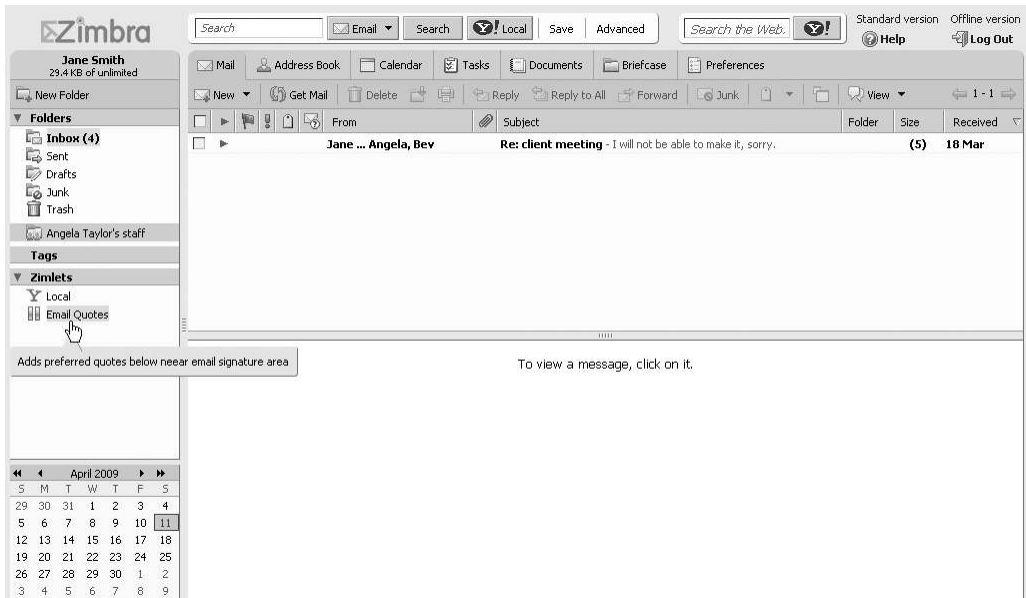 Zimbra
Search Email Search Y! Local Save Advanced Search the Web. Y! Standard version Offline version
Help Log Out
Jane Smith
29.4 KB of unlimited
Mail Address Book Calendar Tasks Documents Briefcase Preferences
New Folder
New Get Mail Delete Reply Reply to All Forward Junk View 1 - 1
Folders
From Subject Folder Size Received
Inbox (4)
Jane ... Angela, Bev Re: client meeting - I will not be able to make it, sorry. (5) 18 Mar
Sent
Drafts
Junk
Trash
Angela Taylor's staff
Tags
Zimlets
Y Local
Email Quotes
Adds preferred quotes below neear email signature area
To view a message, click on it.
April 2009
S M T W T F S
29 30 31 1 2 3 4
5 6 7 8 9 10 11
12 13 14 15 16 17 18
19 20 21 22 23 24 25
26 27 28 29 30 1 2
3 4 5 6 7 8 9